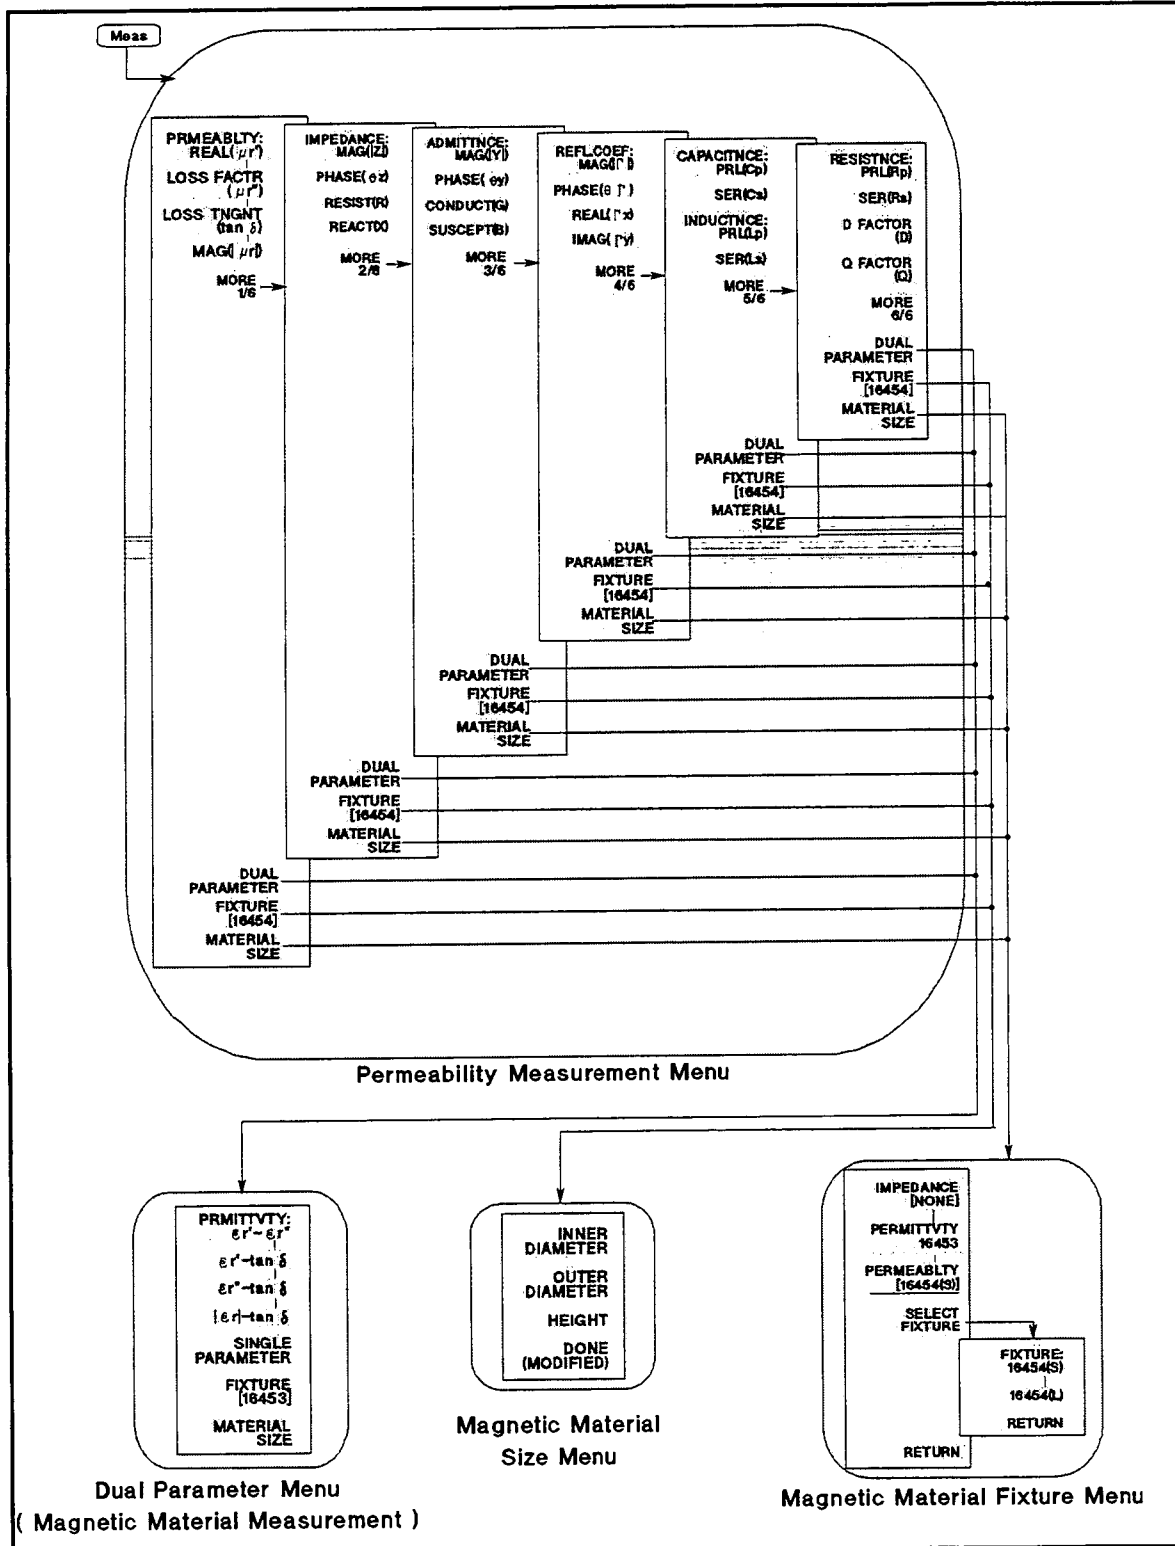 Meas
PRMEABLTY:
REAL(μr')
LOSS FACTR
(μr")
LOSS TNGNT
(tan δ)
MAG(|μr|)
MORE
1/6
DUAL
PARAMETER
FIXTURE
[16454]
MATERIAL
SIZE
IMPEDANCE:
MAG(|Z|)
PHASE(θz)
RESIST(R)
REACT(X)
MORE
2/6
DUAL
PARAMETER
FIXTURE
[16454]
MATERIAL
SIZE
ADMITTNCE:
MAG(|Y|)
PHASE(θy)
CONDUCT(G)
SUSCEPT(B)
MORE
3/6
DUAL
PARAMETER
FIXTURE
[16454]
MATERIAL
SIZE
REFL.COEF:
MAG(|Γ|)
PHASE(θΓ)
REAL(Γx)
IMAG(Γy)
MORE
4/6
DUAL
PARAMETER
FIXTURE
[16454]
MATERIAL
SIZE
CAPACITNCE:
PRL(Cp)
SER(Cs)
INDUCTNCE:
PRL(Lp)
SER(Ls)
MORE
5/6
DUAL
PARAMETER
FIXTURE
[16454]
MATERIAL
SIZE
RESISTNCE:
PRL(Rp)
SER(Rs)
D FACTOR
(D)
Q FACTOR
(Q)
MORE
6/6
DUAL
PARAMETER
FIXTURE
[16454]
MATERIAL
SIZE
Permeability Measurement Menu
PRMITTVTY:
εr'-εr"
εr'-tan δ
εr"-tan δ
|εr|-tan δ
SINGLE
PARAMETER
FIXTURE
[16453]
MATERIAL
SIZE
Dual Parameter Menu
( Magnetic Material Measurement )
INNER
DIAMETER
OUTER
DIAMETER
HEIGHT
DONE
(MODIFIED)
Magnetic Material
Size Menu
IMPEDANCE
[NONE]
PERMITTVTY
16453
PERMEABLTY
[16454(S)]
SELECT
FIXTURE
RETURN
FIXTURE:
16454(S)
16454(L)
RETURN
Magnetic Material Fixture Menu